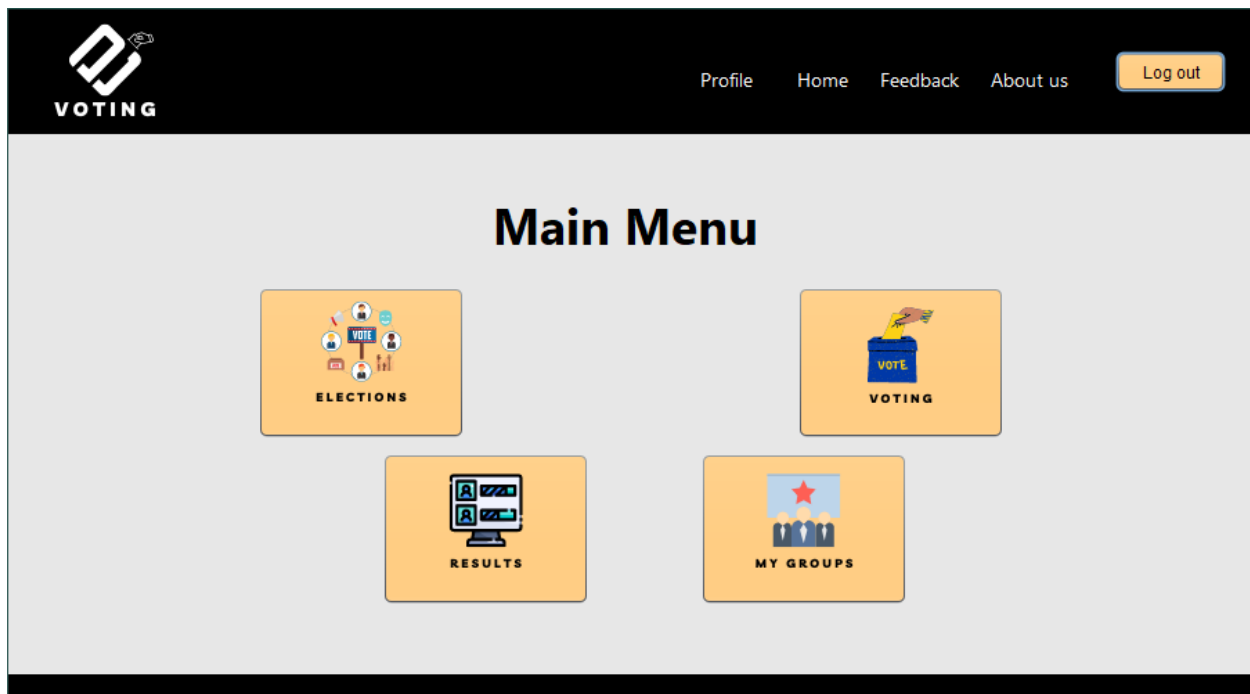 VOTING
Profile Home Feedback About us Log out
Main Menu
VOTE
ELECTIONS
VOTE
VOTING
RESULTS
MY GROUPS